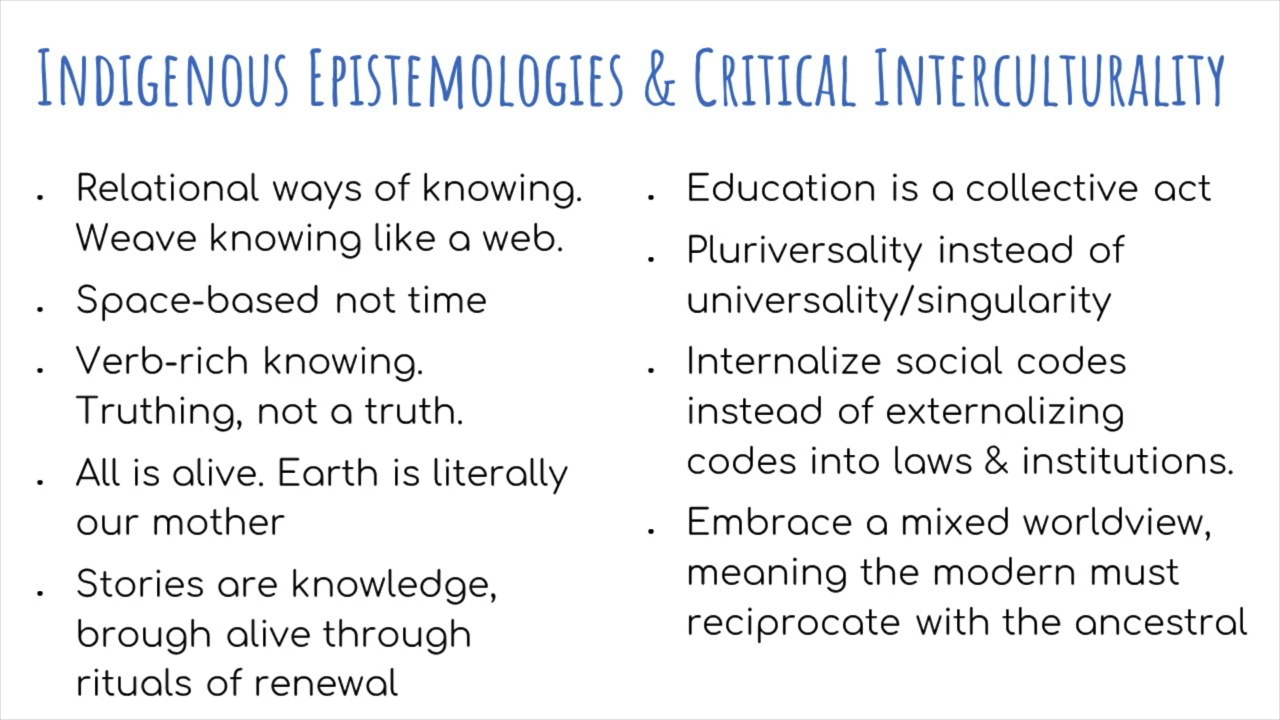 INDIGENOUS EPISTEMOLOGIES & CRITICAL INTERCULTURALITY
. Relational ways of knowing.
Weave knowing like a web.
. Space-based not time
. Verb-rich knowing.
Truthing, not a truth.
. All is alive. Earth is literally
our mother
. Stories are knowledge,
brough alive through
rituals of renewal
. Education is a collective act
. Pluriversality instead of
universality/singularity
. Internalize social codes
instead of externalizing
codes into laws & institutions.
. Embrace a mixed worldview,
meaning the modern must
reciprocate with the ancestral